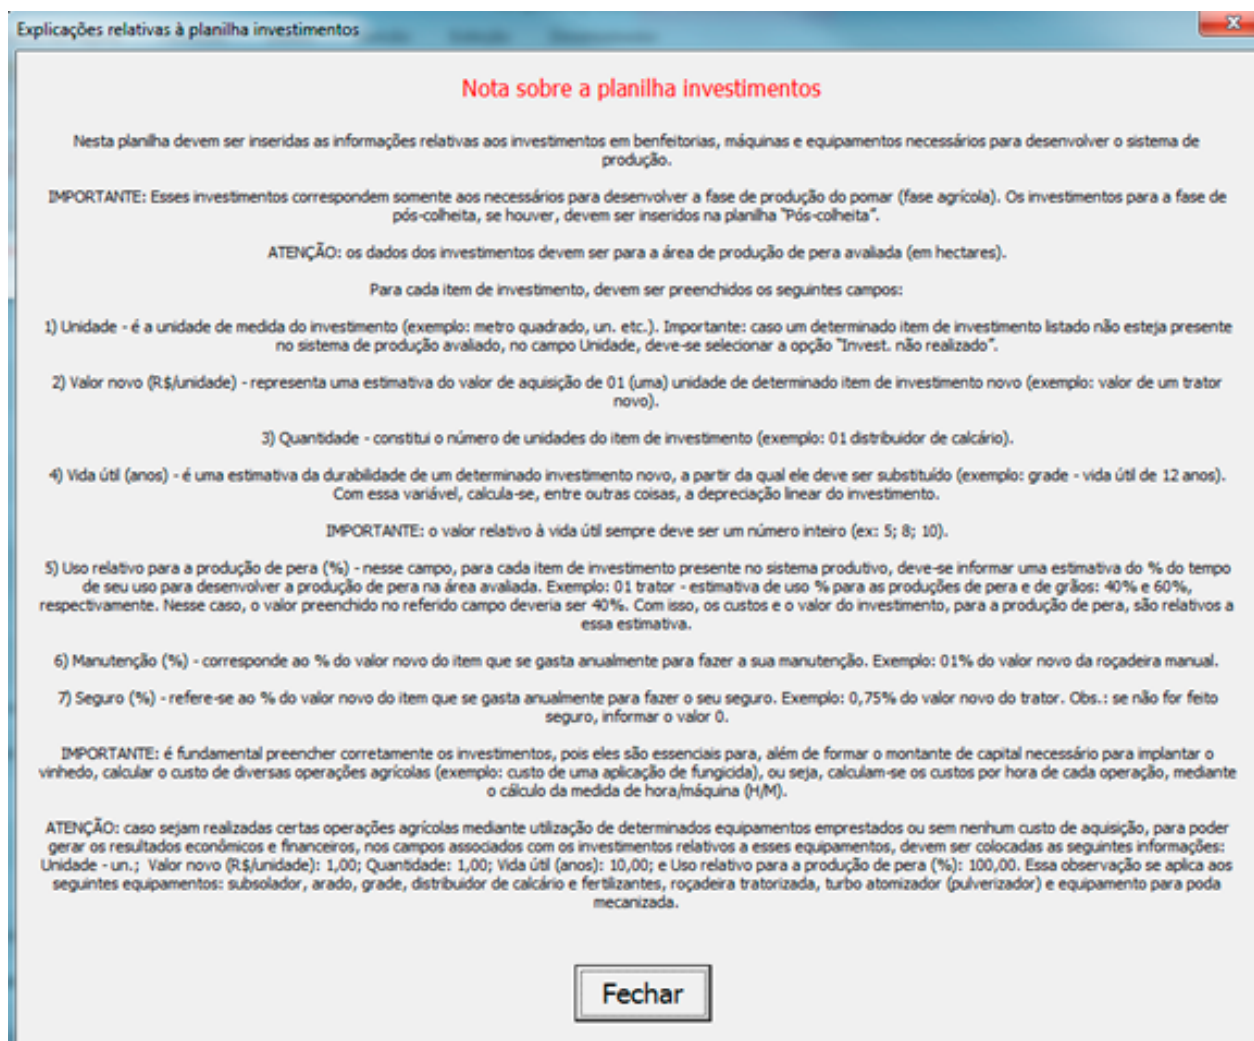 Explicações relativas à planilha investimentos
Nota sobre a planilha investimentos
Nesta planilha devem ser inseridas as informações relativas aos investimentos em benfeitorias, máquinas e equipamentos necessários para desenvolver o sistema de
produção.
IMPORTANTE: Esses investimentos correspondem somente aos necessários para desenvolver a fase de produção do pomar (fase agrícola). Os investimentos para a fase de
pós-colheita, se houver, devem ser inseridos na planilha "Pós-colheita".
ATENÇÃO: os dados dos investimentos devem ser para a área de produção de pera avaliada (em hectares).
Para cada item de investimento, devem ser preenchidos os seguintes campos:
1) Unidade - é a unidade de medida do investimento (exemplo: metro quadrado, un. etc.). Importante: caso um determinado item de investimento listado não esteja presente
no sistema de produção avaliado, no campo Unidade, deve-se selecionar a opção "Invest. não realizado".
2) Valor novo (R$/unidade) - representa uma estimativa do valor de aquisição de 01 (uma) unidade de determinado item de investimento novo (exemplo: valor de um trator
novo).
3) Quantidade - constitui o número de unidades do item de investimento (exemplo: 01 distribuidor de calcário).
4) Vida útil (anos) - é uma estimativa da durabilidade de um determinado investimento novo, a partir da qual ele deve ser substituído (exemplo: grade - vida útil de 12 anos).
Com essa variável, calcula-se, entre outras coisas, a depreciação linear do investimento.
IMPORTANTE: o valor relativo à vida útil sempre deve ser um número inteiro (ex: 5; 8; 10).
5) Uso relativo para a produção de pera (%) - nesse campo, para cada item de investimento presente no sistema produtivo, deve-se informar uma estimativa do % do tempo
de seu uso para desenvolver a produção de pera na área avaliada. Exemplo: 01 trator - estimativa de uso % para as produções de pera e de grãos: 40% e 60%,
respectivamente. Nesse caso, o valor preenchido no referido campo deveria ser 40%. Com isso, os custos e o valor do investimento, para a produção de pera, são relativos a
essa estimativa.
6) Manutenção (%) - corresponde ao % do valor novo do item que se gasta anualmente para fazer a sua manutenção. Exemplo: 01% do valor novo da roçadeira manual.
7) Seguro (%) - refere-se ao % do valor novo do item que se gasta anualmente para fazer o seu seguro. Exemplo: 0,75% do valor novo do trator. Obs.: se não for feito
seguro, informar o valor 0.
IMPORTANTE: é fundamental preencher corretamente os investimentos, pois eles são essenciais para, além de formar o montante de capital necessário para implantar o
vinhedo, calcular o custo de diversas operações agrícolas (exemplo: custo de uma aplicação de fungicida), ou seja, calculam-se os custos por hora de cada operação, mediante
o cálculo da medida de hora/máquina (H/M).
ATENÇÃO: caso sejam realizadas certas operações agrícolas mediante utilização de determinados equipamentos emprestados ou sem nenhum custo de aquisição, para poder
gerar os resultados econômicos e financeiros, nos campos associados com os investimentos relativos a esses equipamentos, devem ser colocadas as seguintes informações:
Unidade - un.; Valor novo (R$/unidade): 1,00; Quantidade: 1,00; Vida útil (anos): 10,00; e Uso relativo para a produção de pera (%): 100,00. Essa observação se aplica aos
seguintes equipamentos: subsolador, arado, grade, distribuidor de calcário e fertilizantes, roçadeira tratorizada, turbo atomizador (pulverizador) e equipamento para poda
mecanizada.
Fechar